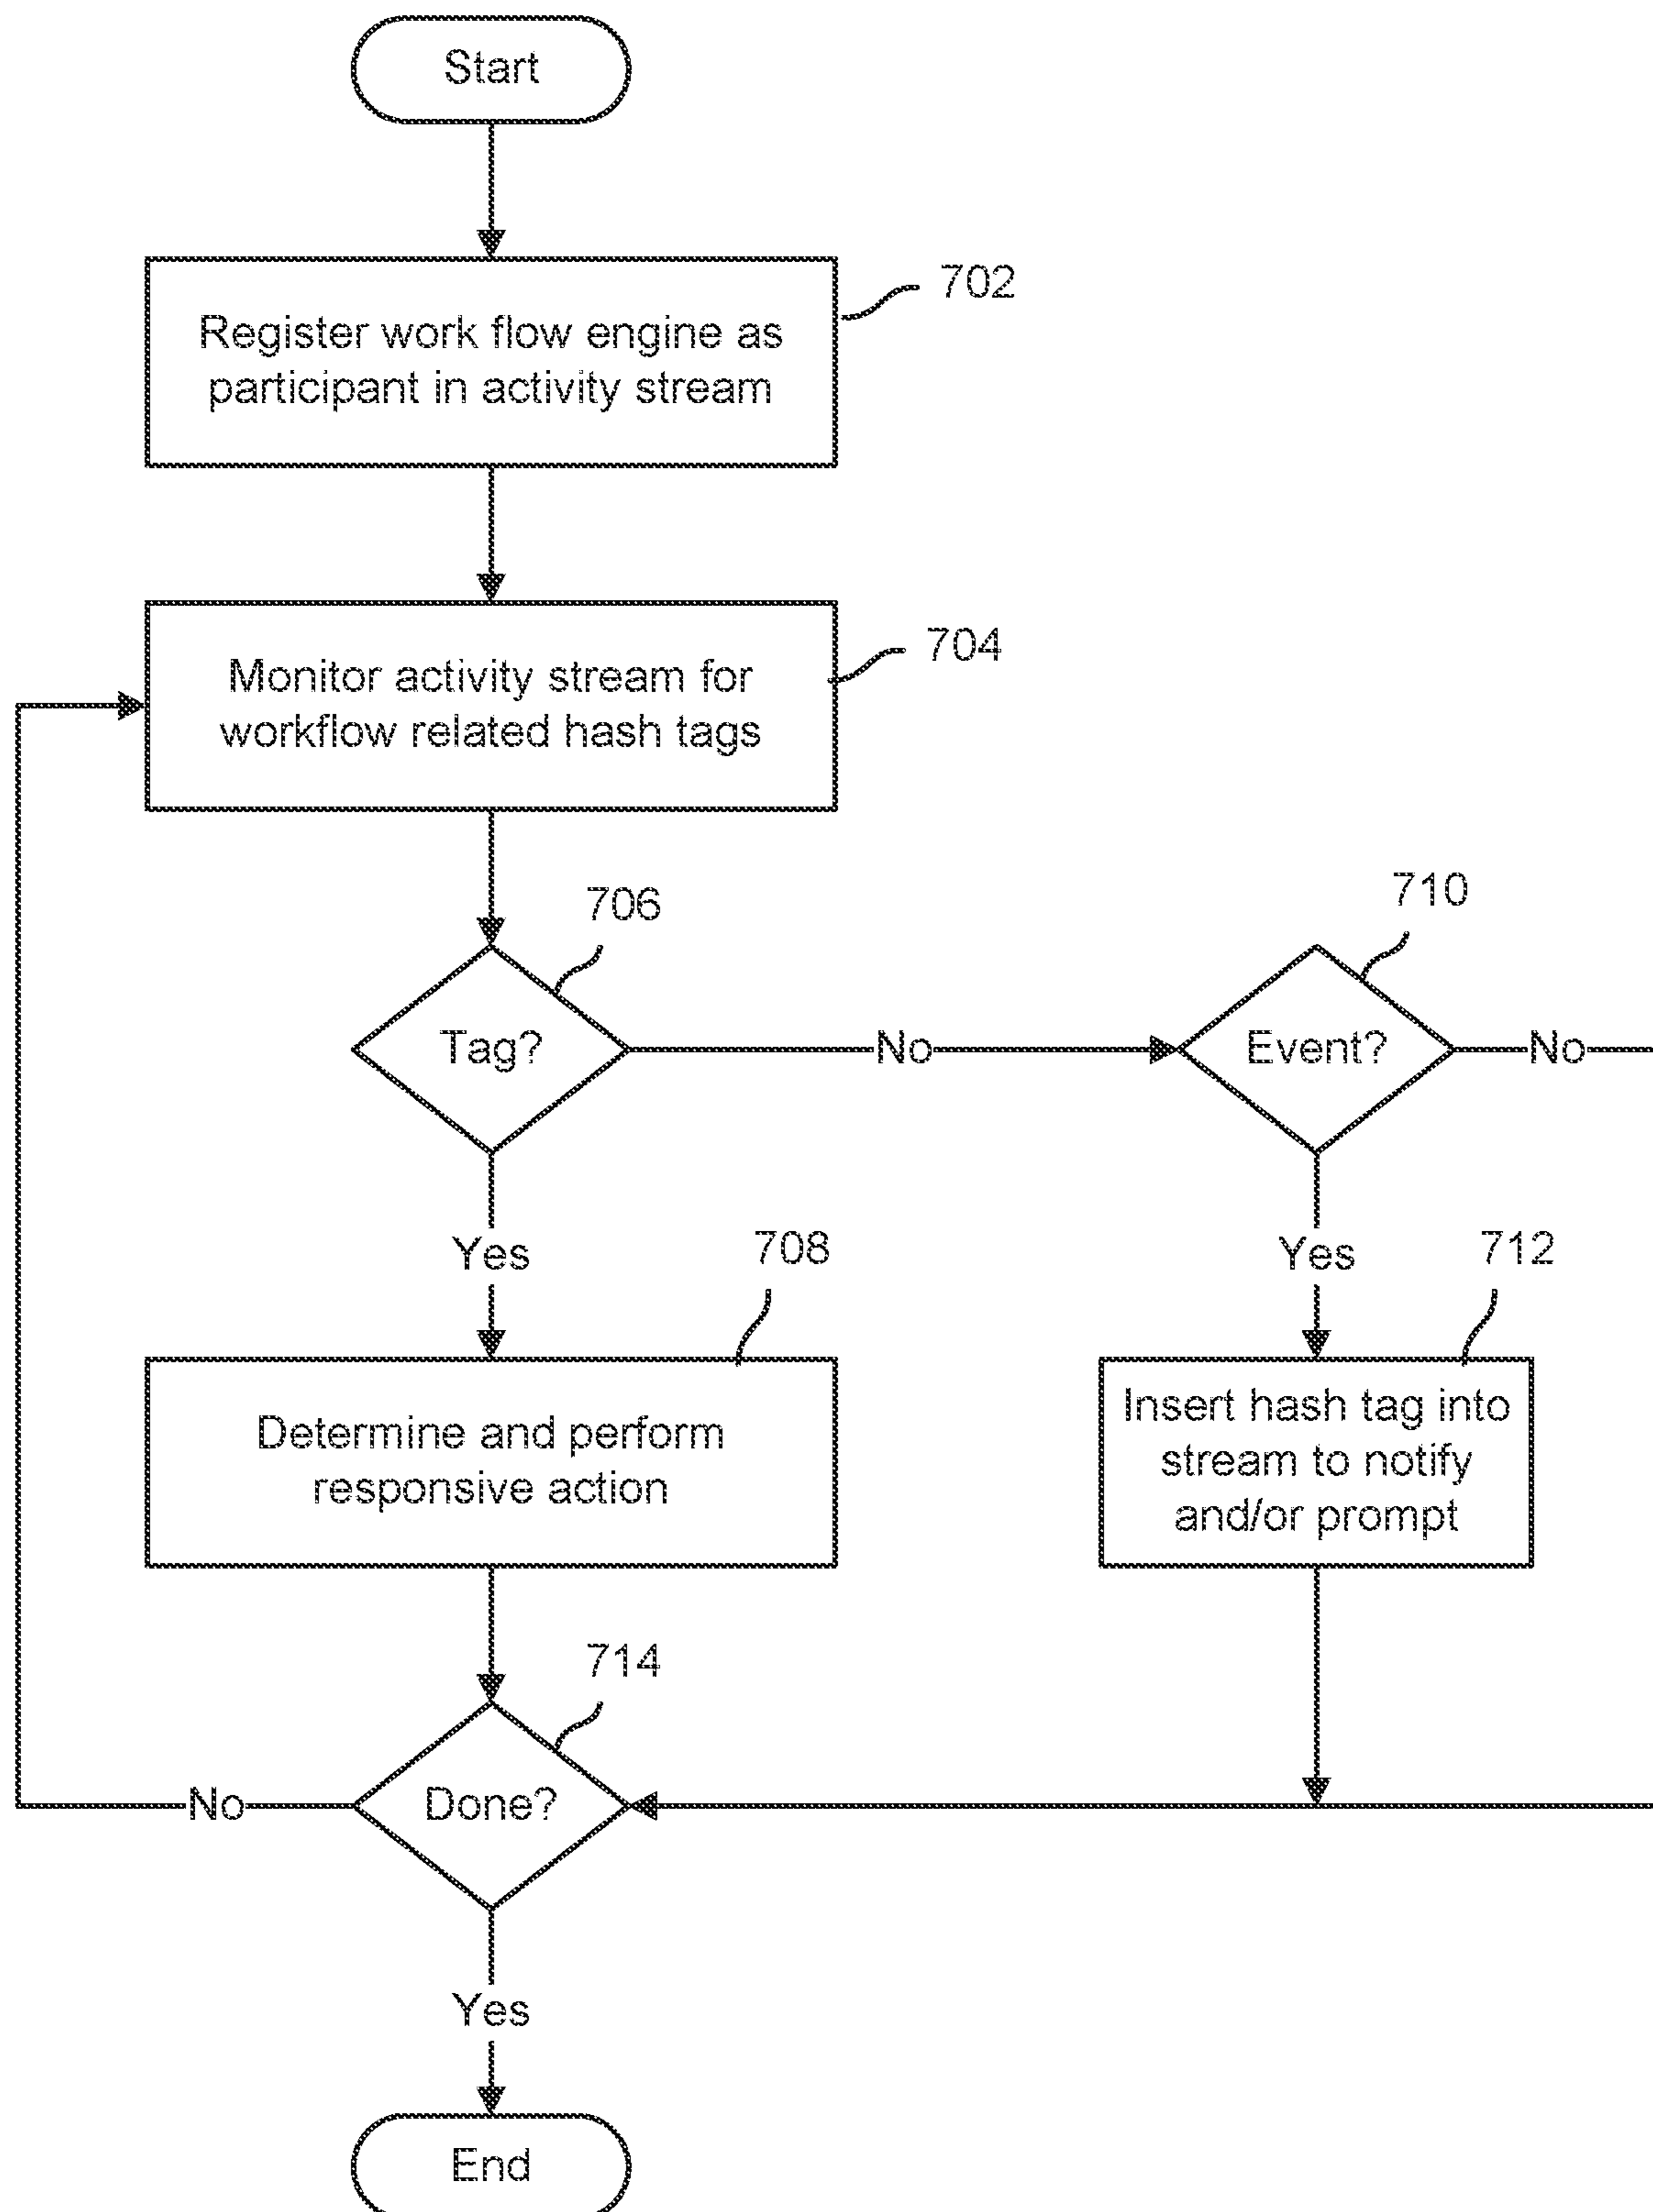 Start
702
Register work flow engine as
participant in activity stream
704
Monitor activity stream for
workflow related hash tags
706
710
Tag?
No
Event?
No
Yes
708
Yes
712
Determine and perform
responsive action
Insert hash tag into
stream to notify
and/or prompt
714
No
Done?
Yes
End